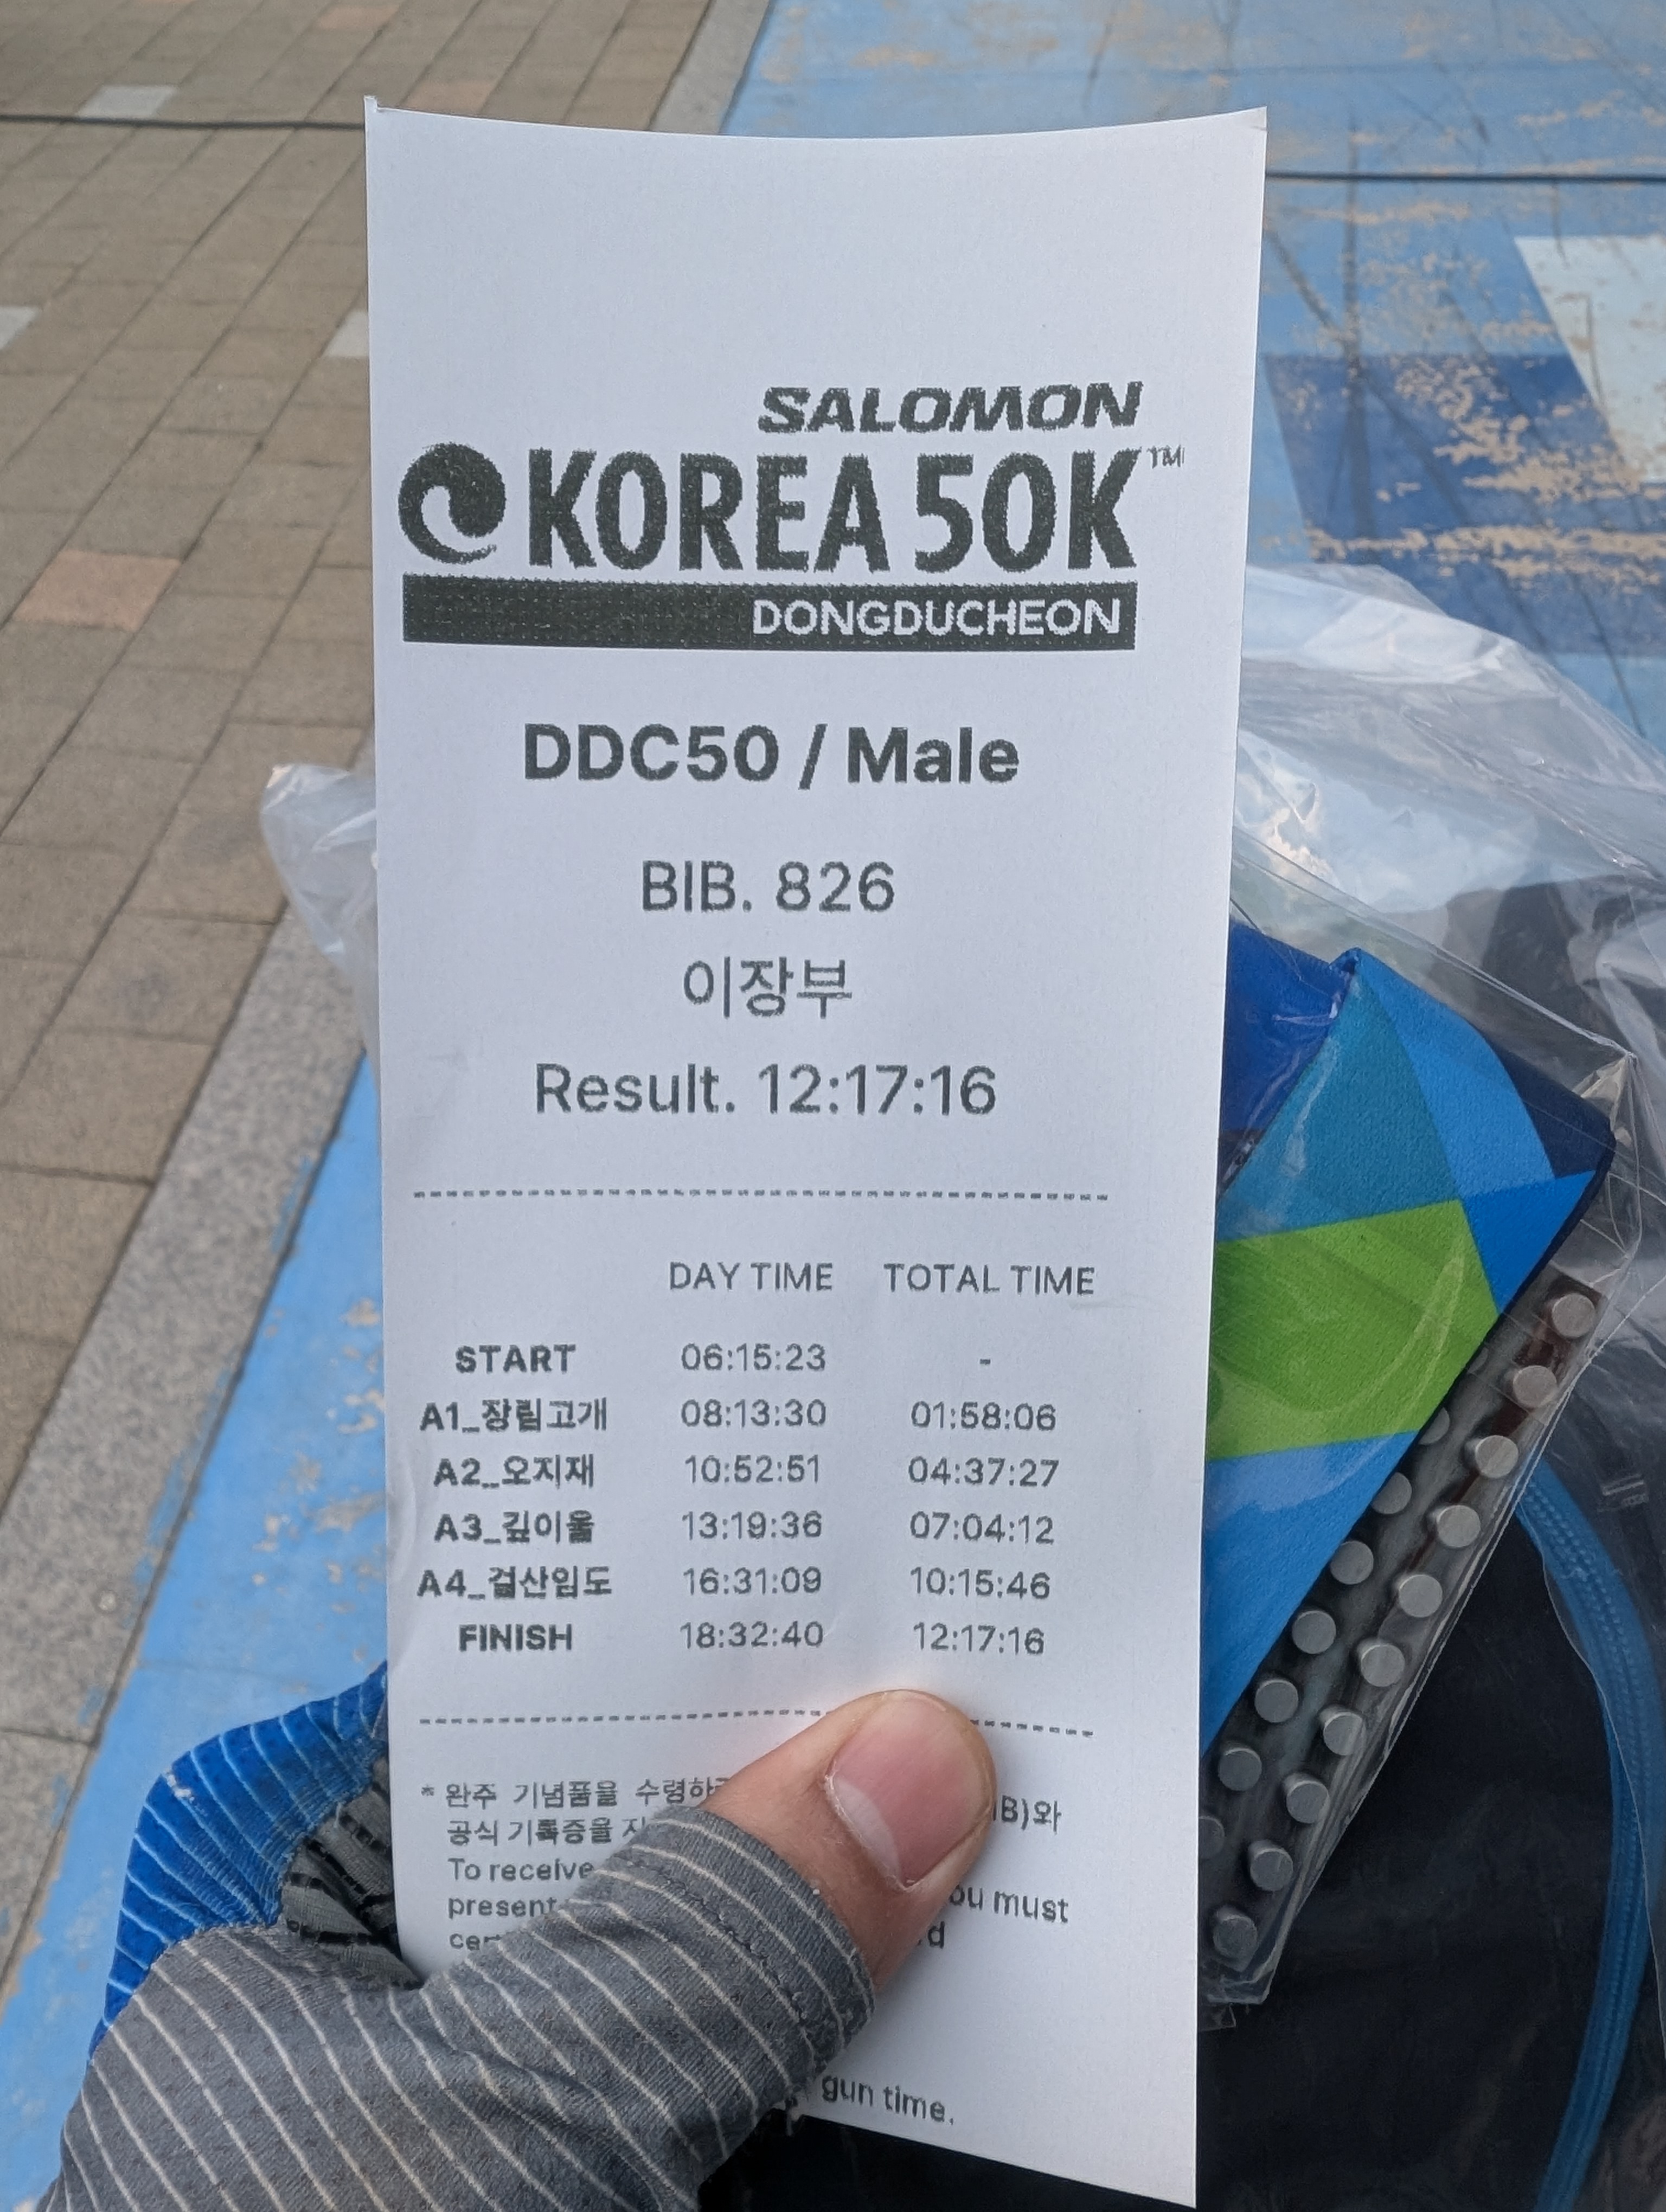 SALOMON
KOREA 50K™
DONGDUCHEON
DDC50 / Male
BIB. 826
이장부
Result. 12:17:16
DAY TIME TOTAL TIME
START 06:15:23 -
A1_장림고개 08:13:30 01:58:06
A2_오지재 10:52:51 04:37:27
A3_깊이울 13:19:36 07:04:12
A4_걸산임도 16:31:09 10:15:46
FINISH 18:32:40 12:17:16
* 완주 기념품을 IB)와
공식 기록증을
To receive ou must
present
gun time.